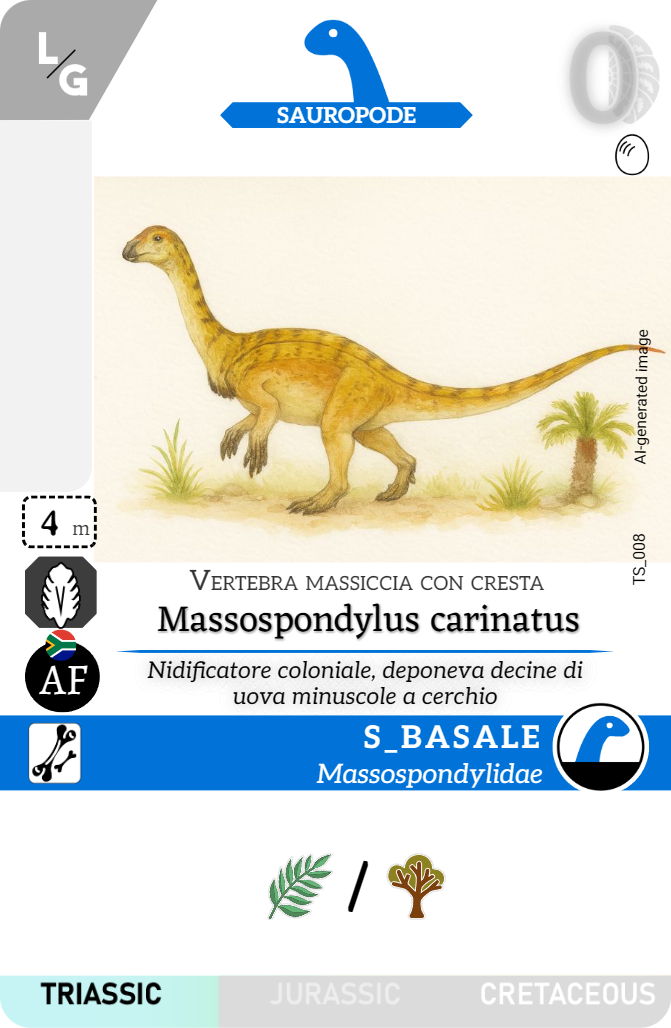 L/G
SAUROPODE
0
AI-generated image
4 m
TS_008
VERTEBRA MASSICCIA CON CRESTA
Massospondylus carinatus
AF
Nidificatore coloniale, deponeva decine di
uova minuscole a cerchio
S_BASALE
Massospondylidae
/
TRIASSIC JURASSIC CRETACEOUS